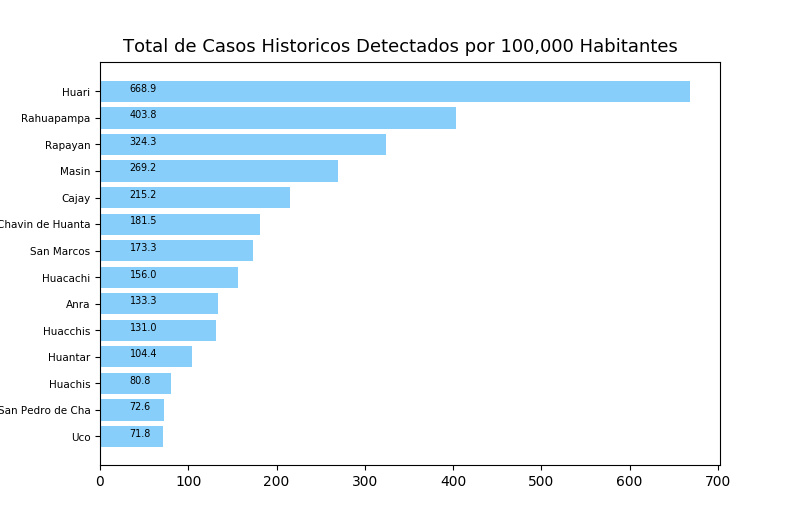 Total de Casos Historicos Detectados por 100,000 Habitantes
Huari 668.9
Rahuapampa 403.8
Rapayan 324.3
Masin 269.2
Cajay 215.2
Chavin de Huanta 181.5
San Marcos 173.3
Huacachi 156.0
Anra 133.3
Huacchis 131.0
Huantar 104.4
Huachis 80.8
San Pedro de Cha 72.6
Uco 71.8
0 100 200 300 400 500 600 700